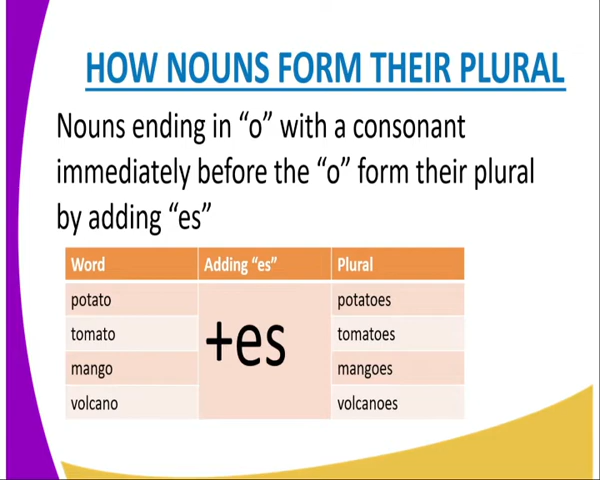 HOW NOUNS FORM THEIR PLURAL
Nouns ending in “o” with a consonant
immediately before the “o” form their plural
by adding “es”
Word Adding “es” Plural
potato potatoes
tomato +es tomatoes
mango mangoes
volcano volcanoes